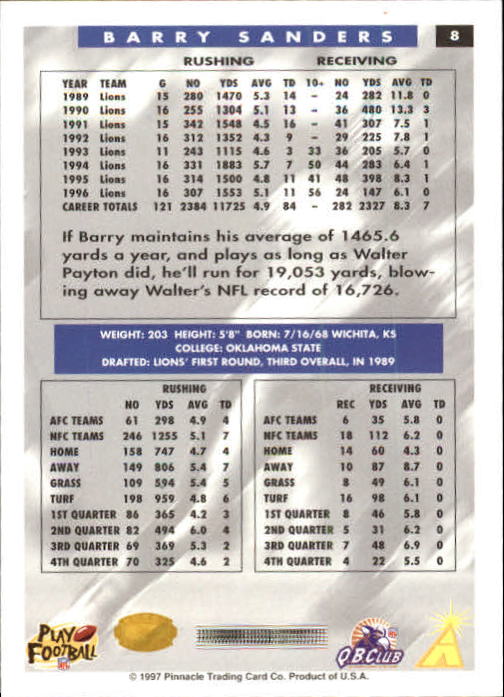 BARRY SANDERS 8
RUSHING RECEIVING
YEAR TEAM G NO YDS AVG TD 10+ NO YDS AVG TD
1989 Lions 15 280 1470 5.3 14 - 24 282 11.8 0
1990 Lions 16 255 1304 5.1 13 - 36 480 13.3 3
1991 Lions 15 342 1548 4.5 16 - 41 307 7.5 1
1992 Lions 16 312 1352 4.3 9 - 29 225 7.8 1
1993 Lions 11 243 1115 4.6 3 33 36 205 5.7 0
1994 Lions 16 331 1883 5.7 7 50 44 283 6.4 1
1995 Lions 16 314 1500 4.8 11 41 48 398 8.3 1
1996 Lions 16 307 1553 5.1 11 56 24 147 6.1 0
CAREER TOTALS 121 2384 11725 4.9 84 - 282 2327 8.3 7
If Barry maintains his average of 1465.6
yards a year, and plays as long as Walter
Payton did, he'll run for 19,053 yards, blow-
ing away Walter's NFL record of 16,726.
WEIGHT: 203 HEIGHT: 5'8" BORN: 7/16/68 WICHITA, KS
COLLEGE: OKLAHOMA STATE
DRAFTED: LIONS' FIRST ROUND, THIRD OVERALL, IN 1989
RUSHING
NO YDS AVG TD
AFC TEAMS 61 298 4.9 4
NFC TEAMS 246 1255 5.1 7
HOME 158 747 4.7 4
AWAY 149 806 5.4 7
GRASS 109 594 5.4 5
TURF 198 959 4.8 6
1ST QUARTER 86 365 4.2 3
2ND QUARTER 82 494 6.0 4
3RD QUARTER 69 369 5.3 2
4TH QUARTER 70 325 4.6 2
RECEIVING
REC YDS AVG TD
AFC TEAMS 6 35 5.8 0
NFC TEAMS 18 112 6.2 0
HOME 14 60 4.3 0
AWAY 10 87 8.7 0
GRASS 8 49 6.1 0
TURF 16 98 6.1 0
1ST QUARTER 8 46 5.8 0
2ND QUARTER 5 31 6.2 0
3RD QUARTER 7 48 6.9 0
4TH QUARTER 4 22 5.5 0
PLAY
FOOTBALL
Q.B.CLUB
© 1997 Pinnacle Trading Card Co. Product of U.S.A.